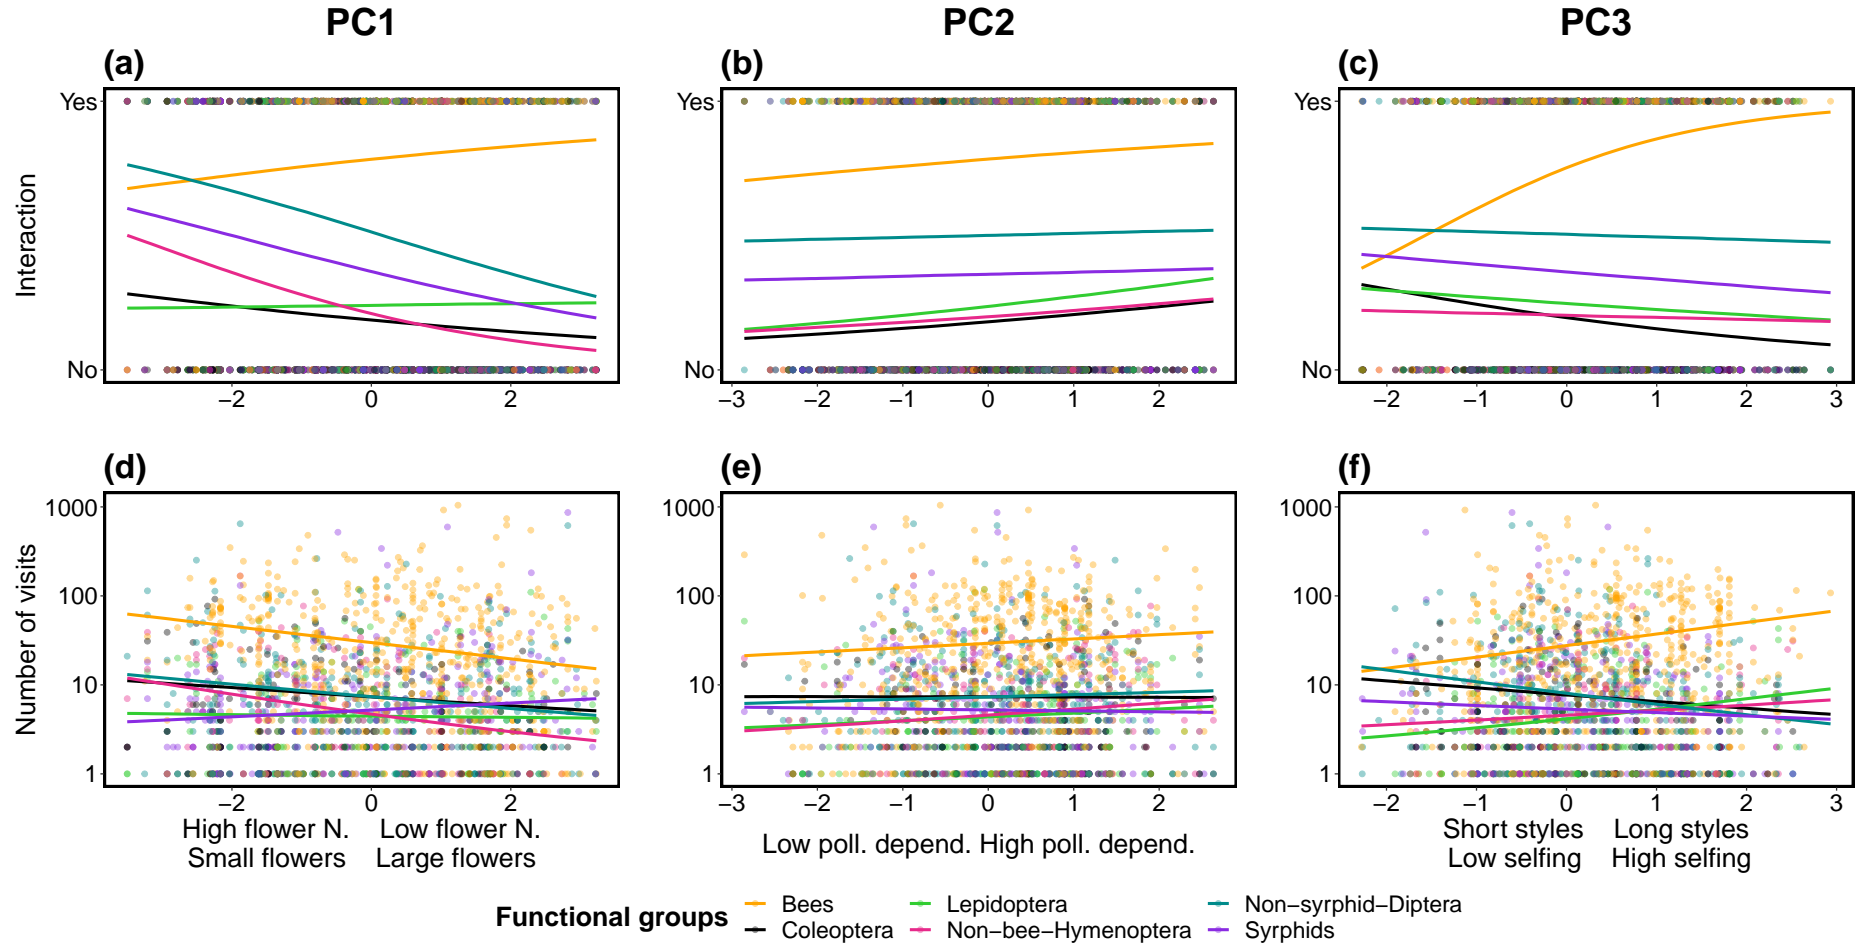 PC1
PC2
PC3
(a)
(b)
(c)
Interaction
Yes
No
−2 0 2
Yes
No
−3 −2 −1 0 1 2
Yes
No
−2 −1 0 1 2 3
(d)
(e)
(f)
Number of visits
1000
100
10
1
−2 0 2
High flower N. Low flower N.
Small flowers Large flowers
1000
100
10
1
−3 −2 −1 0 1 2
Low poll. depend. High poll. depend.
1000
100
10
1
−2 −1 0 1 2 3
Short styles Long styles
Low selfing High selfing
Functional groups
Bees Lepidoptera Non−syrphid−Diptera
Coleoptera Non−bee−Hymenoptera Syrphids